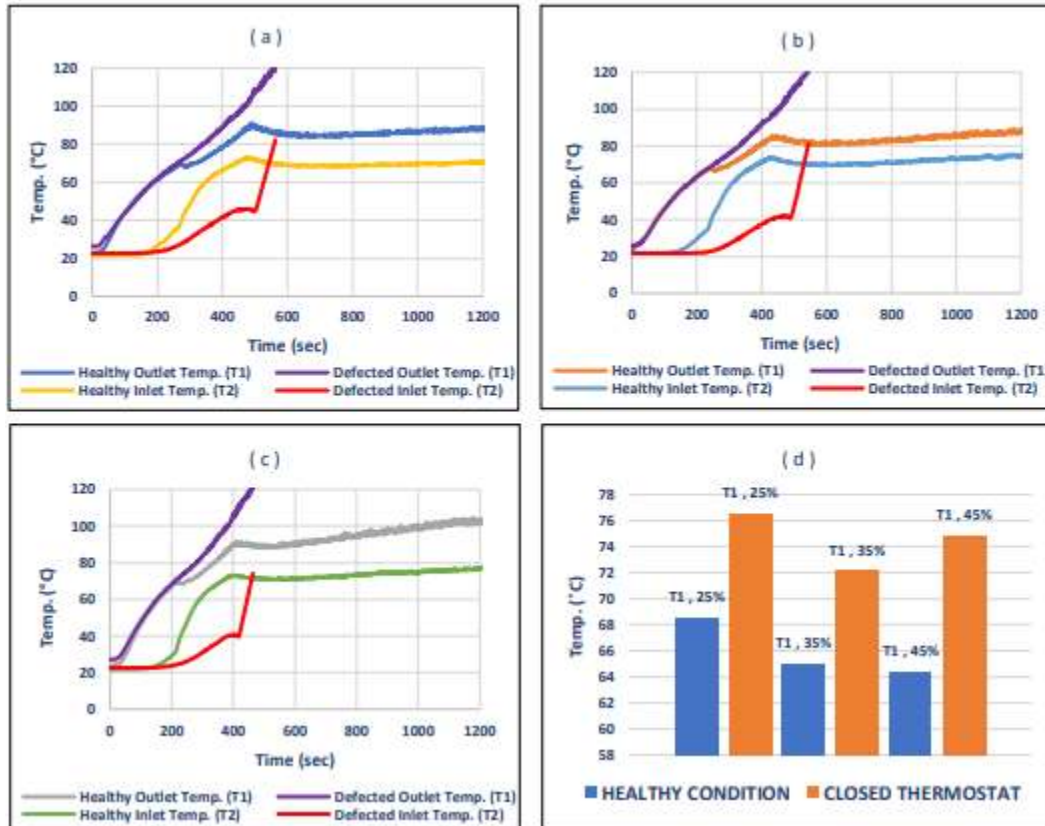 ( a )
120
100
80
60
40
20
0
Temp. (°C)
0 200 400 600 800 1000 1200
Time (sec)
Healthy Outlet Temp. (T1) Defected Outlet Temp. (T1)
Healthy Inlet Temp. (T2) Defected Inlet Temp. (T2)
( b )
120
100
80
60
40
20
0
Temp. (°C)
0 200 400 600 800 1000 1200
Time (sec)
Healthy Outlet Temp. (T1) Defected Outlet Temp. (T1)
Healthy Inlet Temp. (T2) Defected Inlet Temp. (T2)
( c )
120
100
80
60
40
20
0
Temp. (°C)
0 200 400 600 800 1000 1200
Time (sec)
Healthy Outlet Temp. (T1) Defected Outlet Temp. (T1)
Healthy Inlet Temp. (T2) Defected Inlet Temp. (T2)
( d )
78
76
74
72
70
68
66
64
62
60
58
Temp. (°C)
T1 , 25%
T1 , 25%
T1 , 35%
T1 , 35%
T1 , 45%
T1 , 45%
HEALTHY CONDITION CLOSED THERMOSTAT